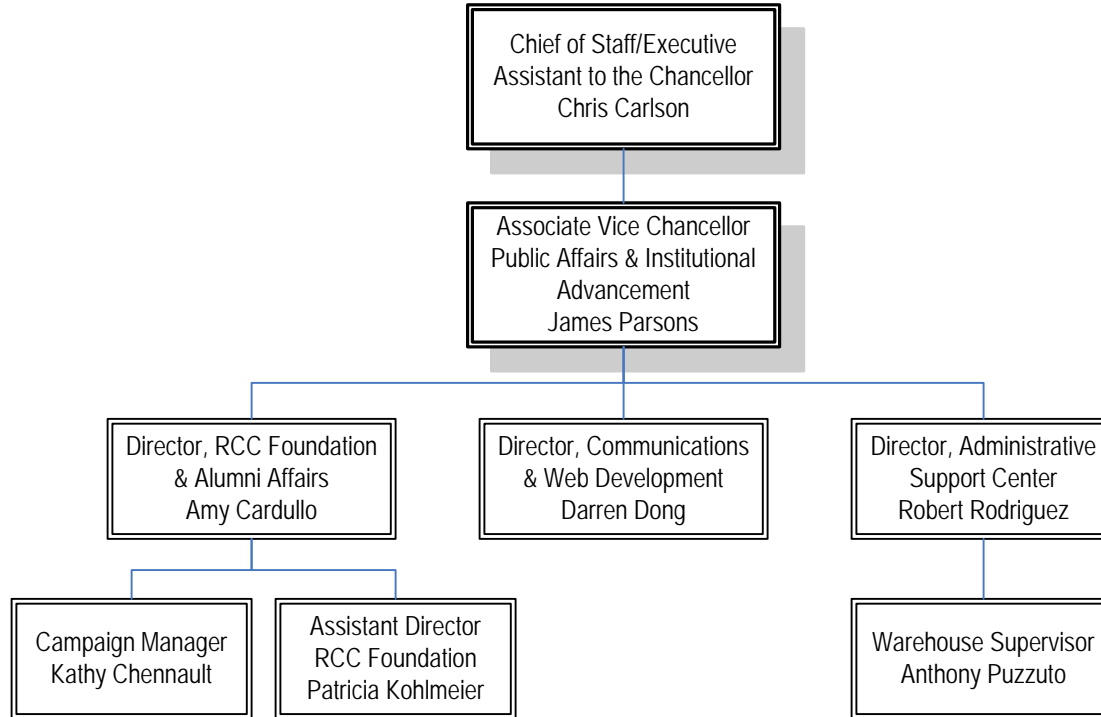 Chief of Staff/Executive
Assistant to the Chancellor
Chris Carlson
Associate Vice Chancellor
Public Affairs & Institutional
Advancement
James Parsons
Director, RCC Foundation
& Alumni Affairs
Amy Cardullo
Director, Communications
& Web Development
Darren Dong
Director, Administrative
Support Center
Robert Rodriguez
Campaign Manager
Kathy Chennault
Assistant Director
RCC Foundation
Patricia Kohlmeier
Warehouse Supervisor
Anthony Puzzuto